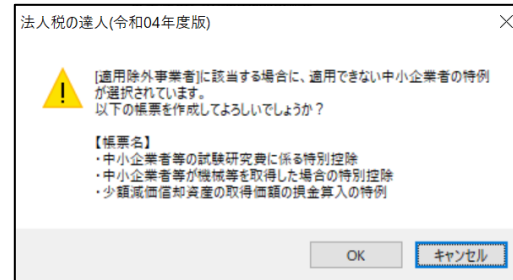 法人税の達人(令和04年度版)
[適用除外事業者]に該当する場合に、適用できない中小企業者の特例
が選択されています。
以下の帳票を作成してよろしいでしょうか？
【帳票名】
・中小企業者等の試験研究費に係る特別控除
・中小企業者等が機械等を取得した場合の特別控除
・少額減価償却資産の取得価額の損金算入の特例
OK
キャンセル